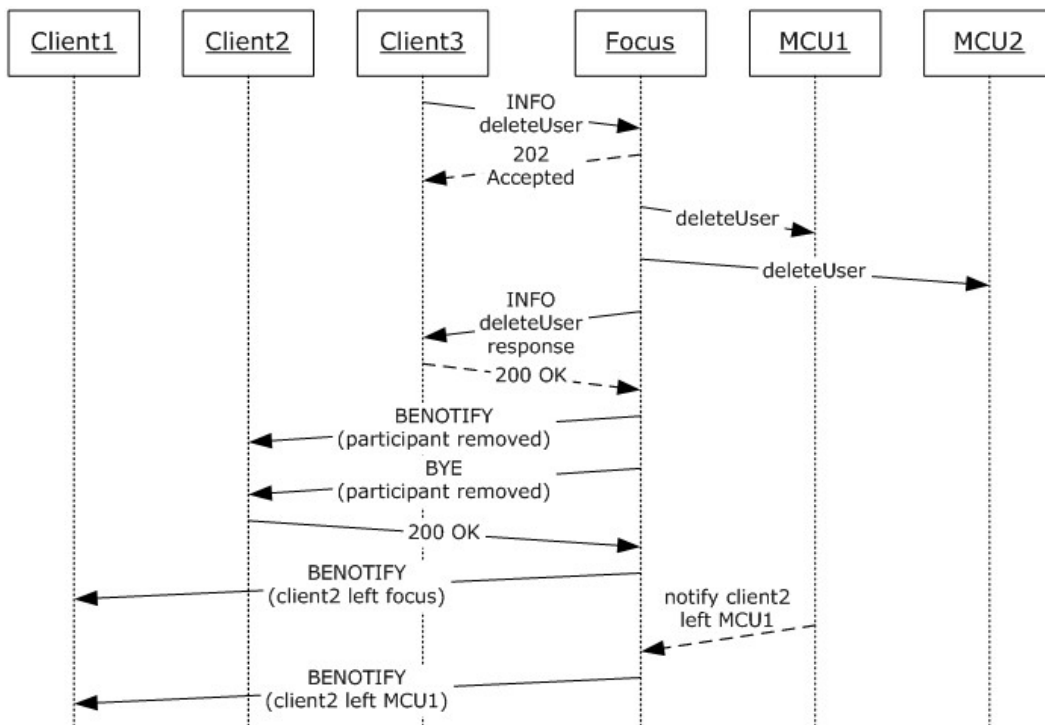 Client1
Client2
Client3
Focus
MCU1
MCU2
INFO
deleteUser
202
Accepted
deleteUser
deleteUser
INFO
deleteUser
response
200 OK
BENOTIFY
(participant removed)
BYE
(participant removed)
200 OK
BENOTIFY
(client2 left focus)
notify client2
left MCU1
BENOTIFY
(client2 left MCU1)